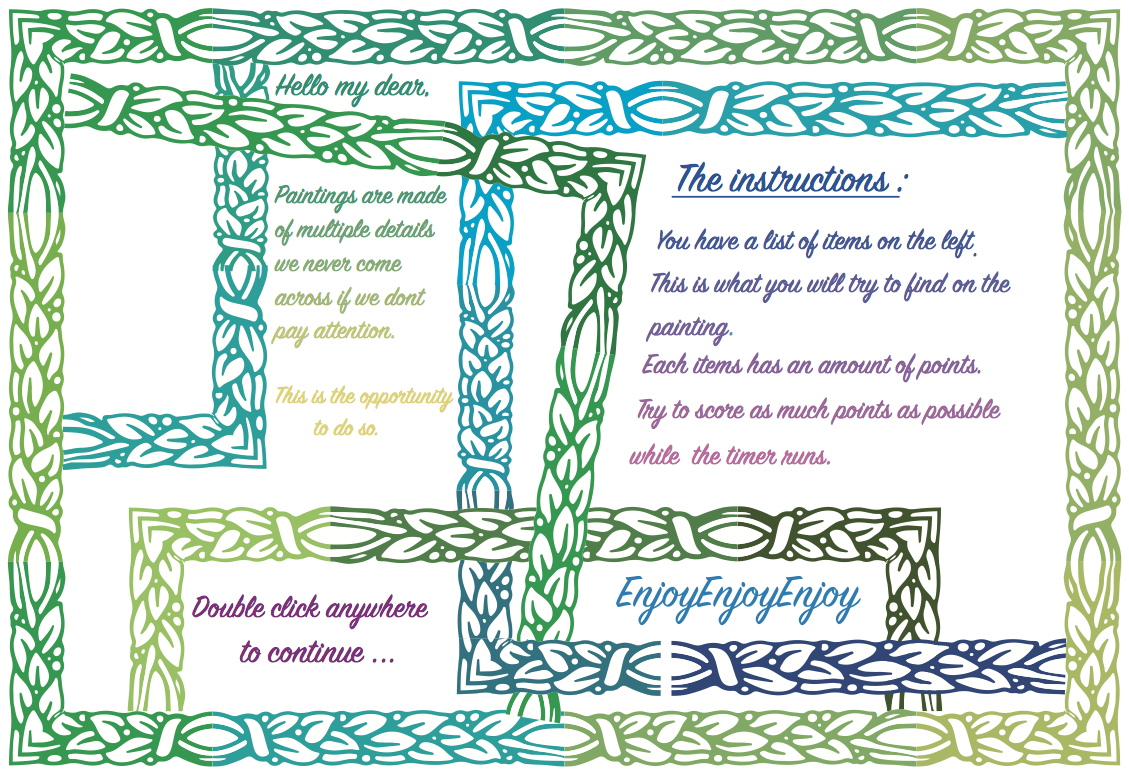 Hello my dear,
Paintings are made
of multiple details
we never come
across if we dont
pay attention.
This is the opportunity
to do so.
The instructions :
You have a list of items on the left.
This is what you will try to find on the
painting.
Each items has an amount of points.
Try to score as much points as possible
while the timer runs.
Double click anywhere
to continue ...
EnjoyEnjoyEnjoy